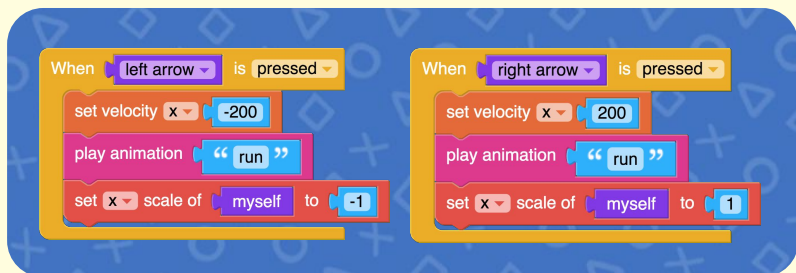 When left arrow is pressed
set velocity x -200
play animation “ run ”
set x scale of myself to -1
When right arrow is pressed
set velocity x 200
play animation “ run ”
set x scale of myself to 1